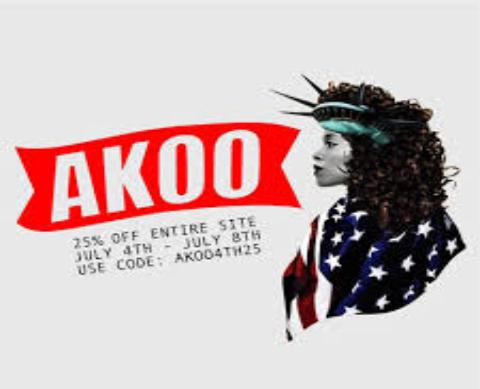 AKOO
25% OFF ENTIRE SITE
JULY 4TH - JULY 8TH
USE CODE: AKOO4TH25